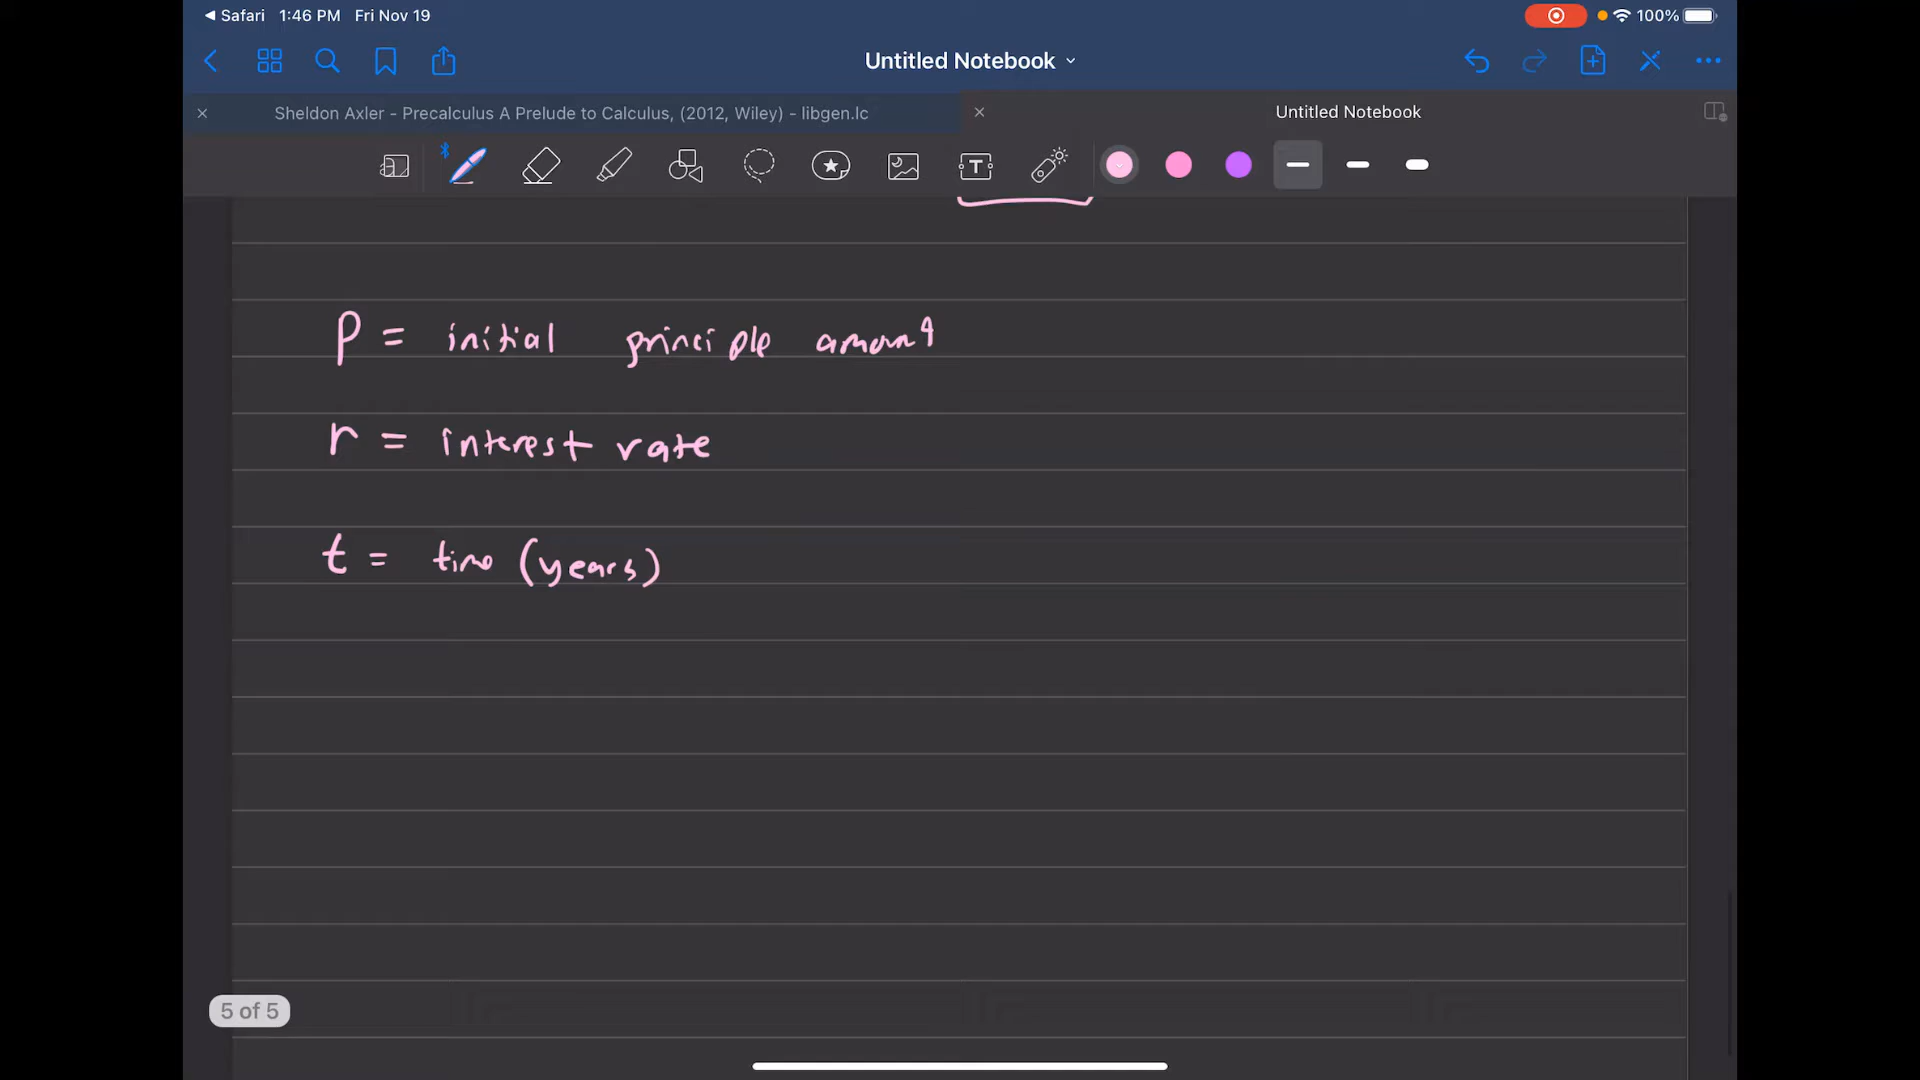 Safari 1:46 PM Fri Nov 19 100%
Untitled Notebook
Sheldon Axler - Precalculus A Prelude to Calculus, (2012, Wiley) - libgen.lc Untitled Notebook
P = initial principle amount
r = interest rate
t = time (years)
5 of 5